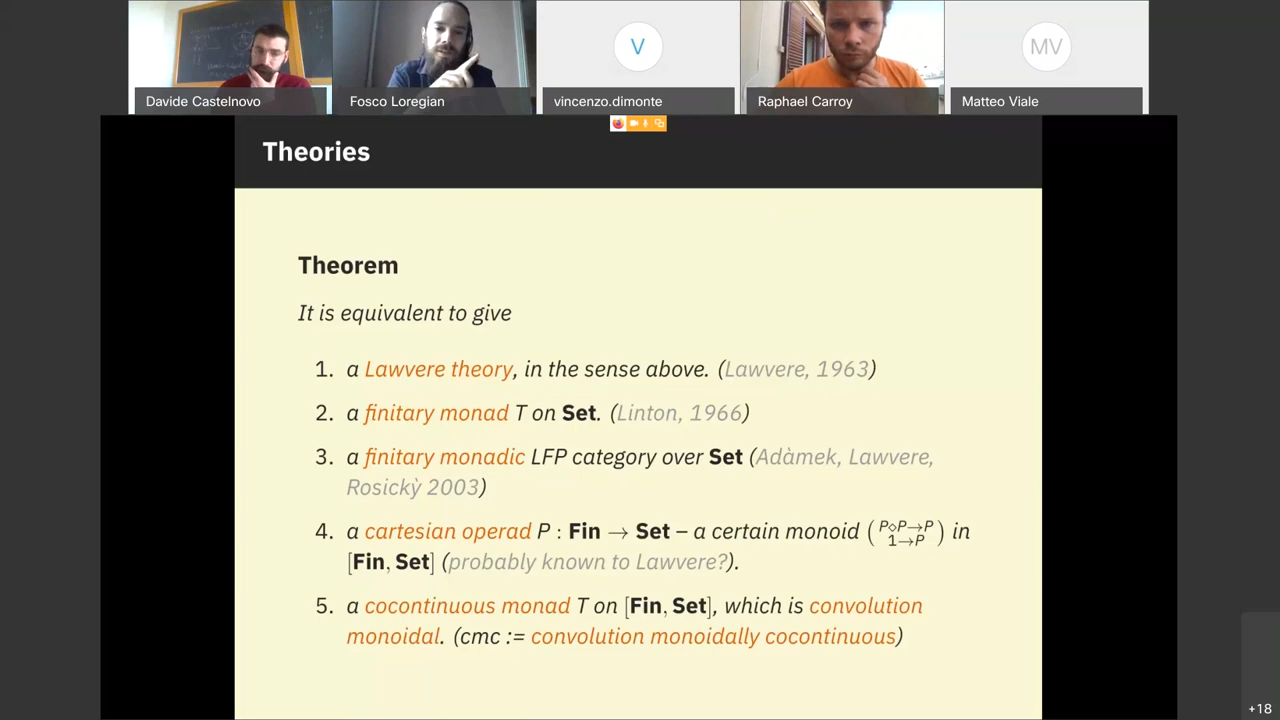 V
MV
Davide Castelnovo
Fosco Loregian
vincenzo.dimonte
Raphael Carroy
Matteo Viale
Theories
Theorem
It is equivalent to give
1. a Lawvere theory, in the sense above. (Lawvere, 1963)
2. a finitary monad T on Set. (Linton, 1966)
3. a finitary monadic LFP category over Set (Adàmek, Lawvere,
Rosickỳ 2003)
4. a cartesian operad P : Fin → Set – a certain monoid (P⋄P→P 1→P) in
[Fin, Set] (probably known to Lawvere?).
5. a cocontinuous monad T on [Fin, Set], which is convolution
monoidal. (cmc := convolution monoidally cocontinuous)
+18